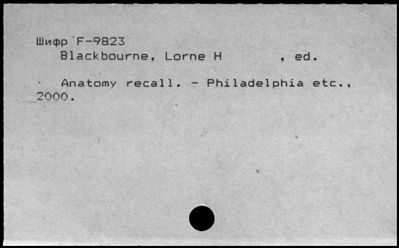 Шифр F-9823
Blackbourne, Lorne H , ed.
Anatomy recall. - Philadelphia etc.,
2000.